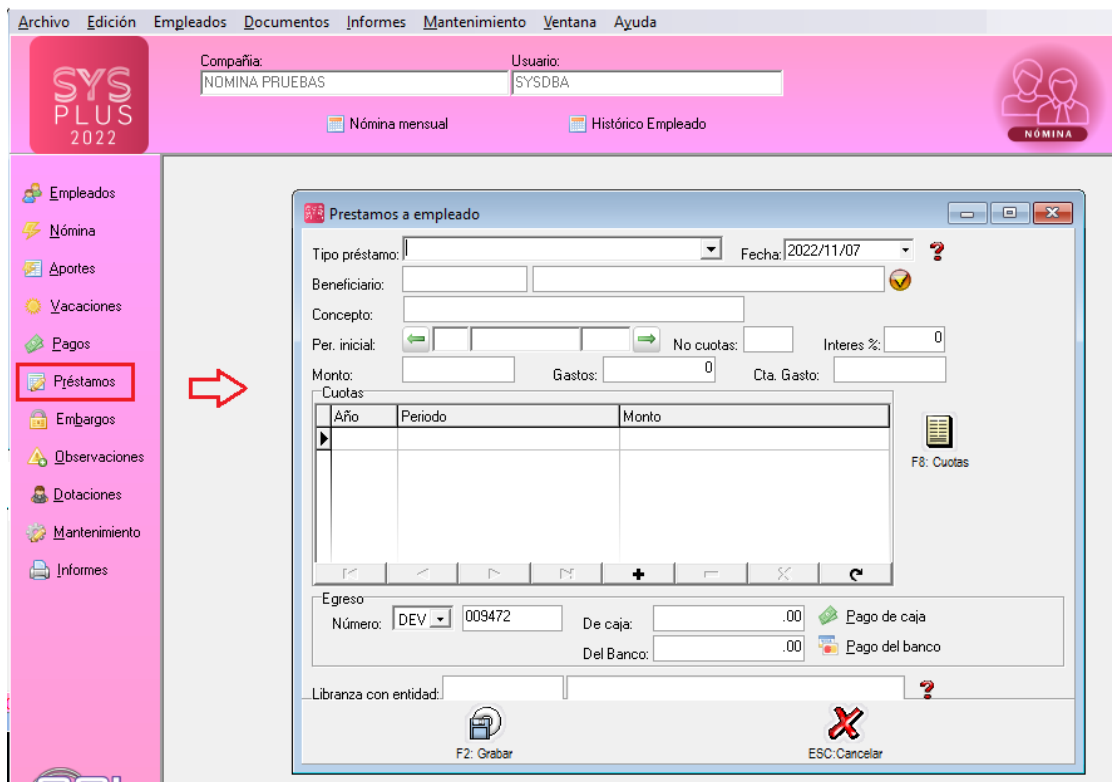 Archivo Edición Empleados Documentos Informes Mantenimiento Ventana Ayuda
Compañia: Usuario:
NOMINA PRUEBAS SYSDBA
SYS
PLUS
2022
Nómina mensual Histórico Empleado
NÓMINA
Empleados
Nómina
Aportes
Vacaciones
Pagos
Préstamos
Embargos
Observaciones
Dotaciones
Mantenimiento
Informes
Prestamos a empleado
Tipo préstamo: Fecha: 2022/11/07
Beneficiario:
Concepto:
Per. inicial: No cuotas: Interes %: 0
Monto: Gastos: 0 Cta. Gasto:
Cuotas
Año Periodo Monto
F8: Cuotas
Egreso
Número: DEV 009472 De caja: .00 Pago de caja
Del Banco: .00 Pago del banco
Libranza con entidad:
F2: Grabar ESC:Cancelar